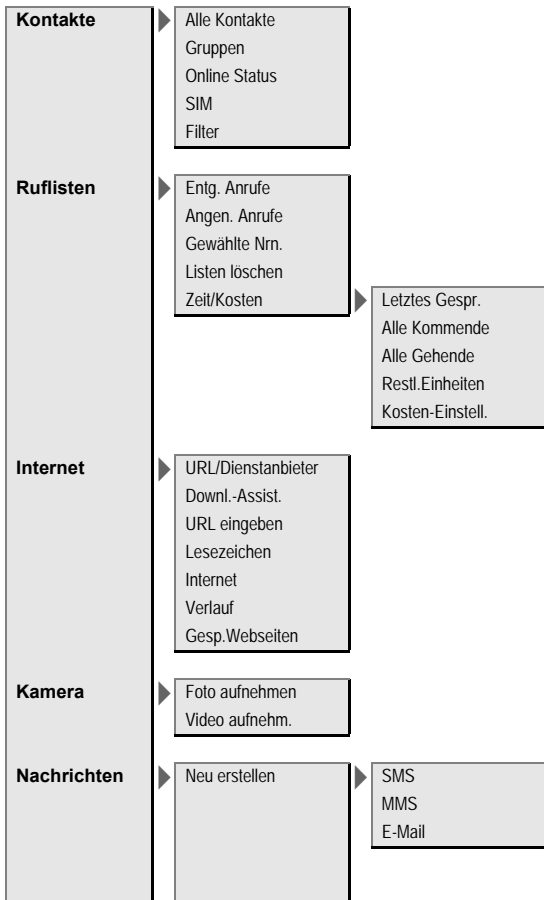 Kontakte
Alle Kontakte
Gruppen
Online Status
SIM
Filter
Ruflisten
Entg. Anrufe
Angen. Anrufe
Gewählte Nrn.
Listen löschen
Zeit/Kosten
Letztes Gespr.
Alle Kommende
Alle Gehende
Restl.Einheiten
Kosten-Einstell.
Internet
URL/Dienstanbieter
Downl.-Assist.
URL eingeben
Lesezeichen
Internet
Verlauf
Gesp.Webseiten
Kamera
Foto aufnehmen
Video aufnehm.
Nachrichten
Neu erstellen
SMS
MMS
E-Mail